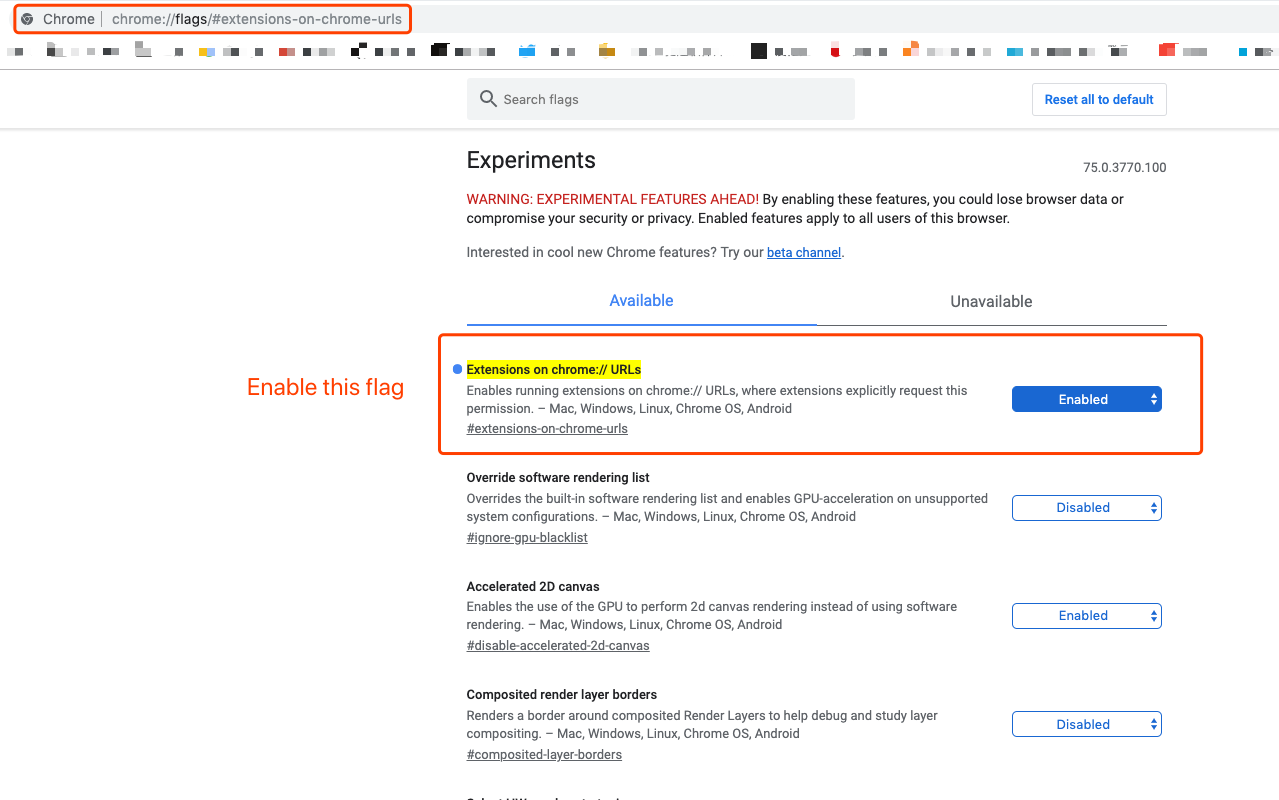 Chrome | chrome://flags/#extensions-on-chrome-urls
Search flags
Reset all to default
Experiments
75.0.3770.100
WARNING: EXPERIMENTAL FEATURES AHEAD! By enabling these features, you could lose browser data or
compromise your security or privacy. Enabled features apply to all users of this browser.
Interested in cool new Chrome features? Try our beta channel.
Available
Unavailable
Enable this flag
Extensions on chrome:// URLs
Enables running extensions on chrome:// URLs, where extensions explicitly request this
permission. – Mac, Windows, Linux, Chrome OS, Android
#extensions-on-chrome-urls
Enabled
Override software rendering list
Overrides the built-in software rendering list and enables GPU-acceleration on unsupported
system configurations. – Mac, Windows, Linux, Chrome OS, Android
#ignore-gpu-blacklist
Disabled
Accelerated 2D canvas
Enables the use of the GPU to perform 2d canvas rendering instead of using software
rendering. – Mac, Windows, Linux, Chrome OS, Android
#disable-accelerated-2d-canvas
Enabled
Composited render layer borders
Renders a border around composited Render Layers to help debug and study layer
compositing. – Mac, Windows, Linux, Chrome OS, Android
#composited-layer-borders
Disabled